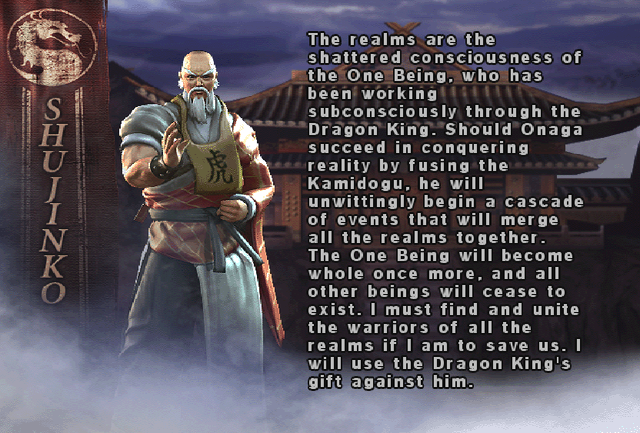 SHUJINKO
虎
The realms are the
shattered consciousness of
the One Being, who has
been working
subconsciously through the
Dragon King. Should Onaga
succeed in conquering
reality by fusing the
Kamidogu, he will
unwittingly begin a cascade
of events that will merge
all the realms together.
The One Being will become
whole once more, and all
other beings will cease to
exist. I must find and unite
the warriors of all the
realms if I am to save us. I
will use the Dragon King's
gift against him.